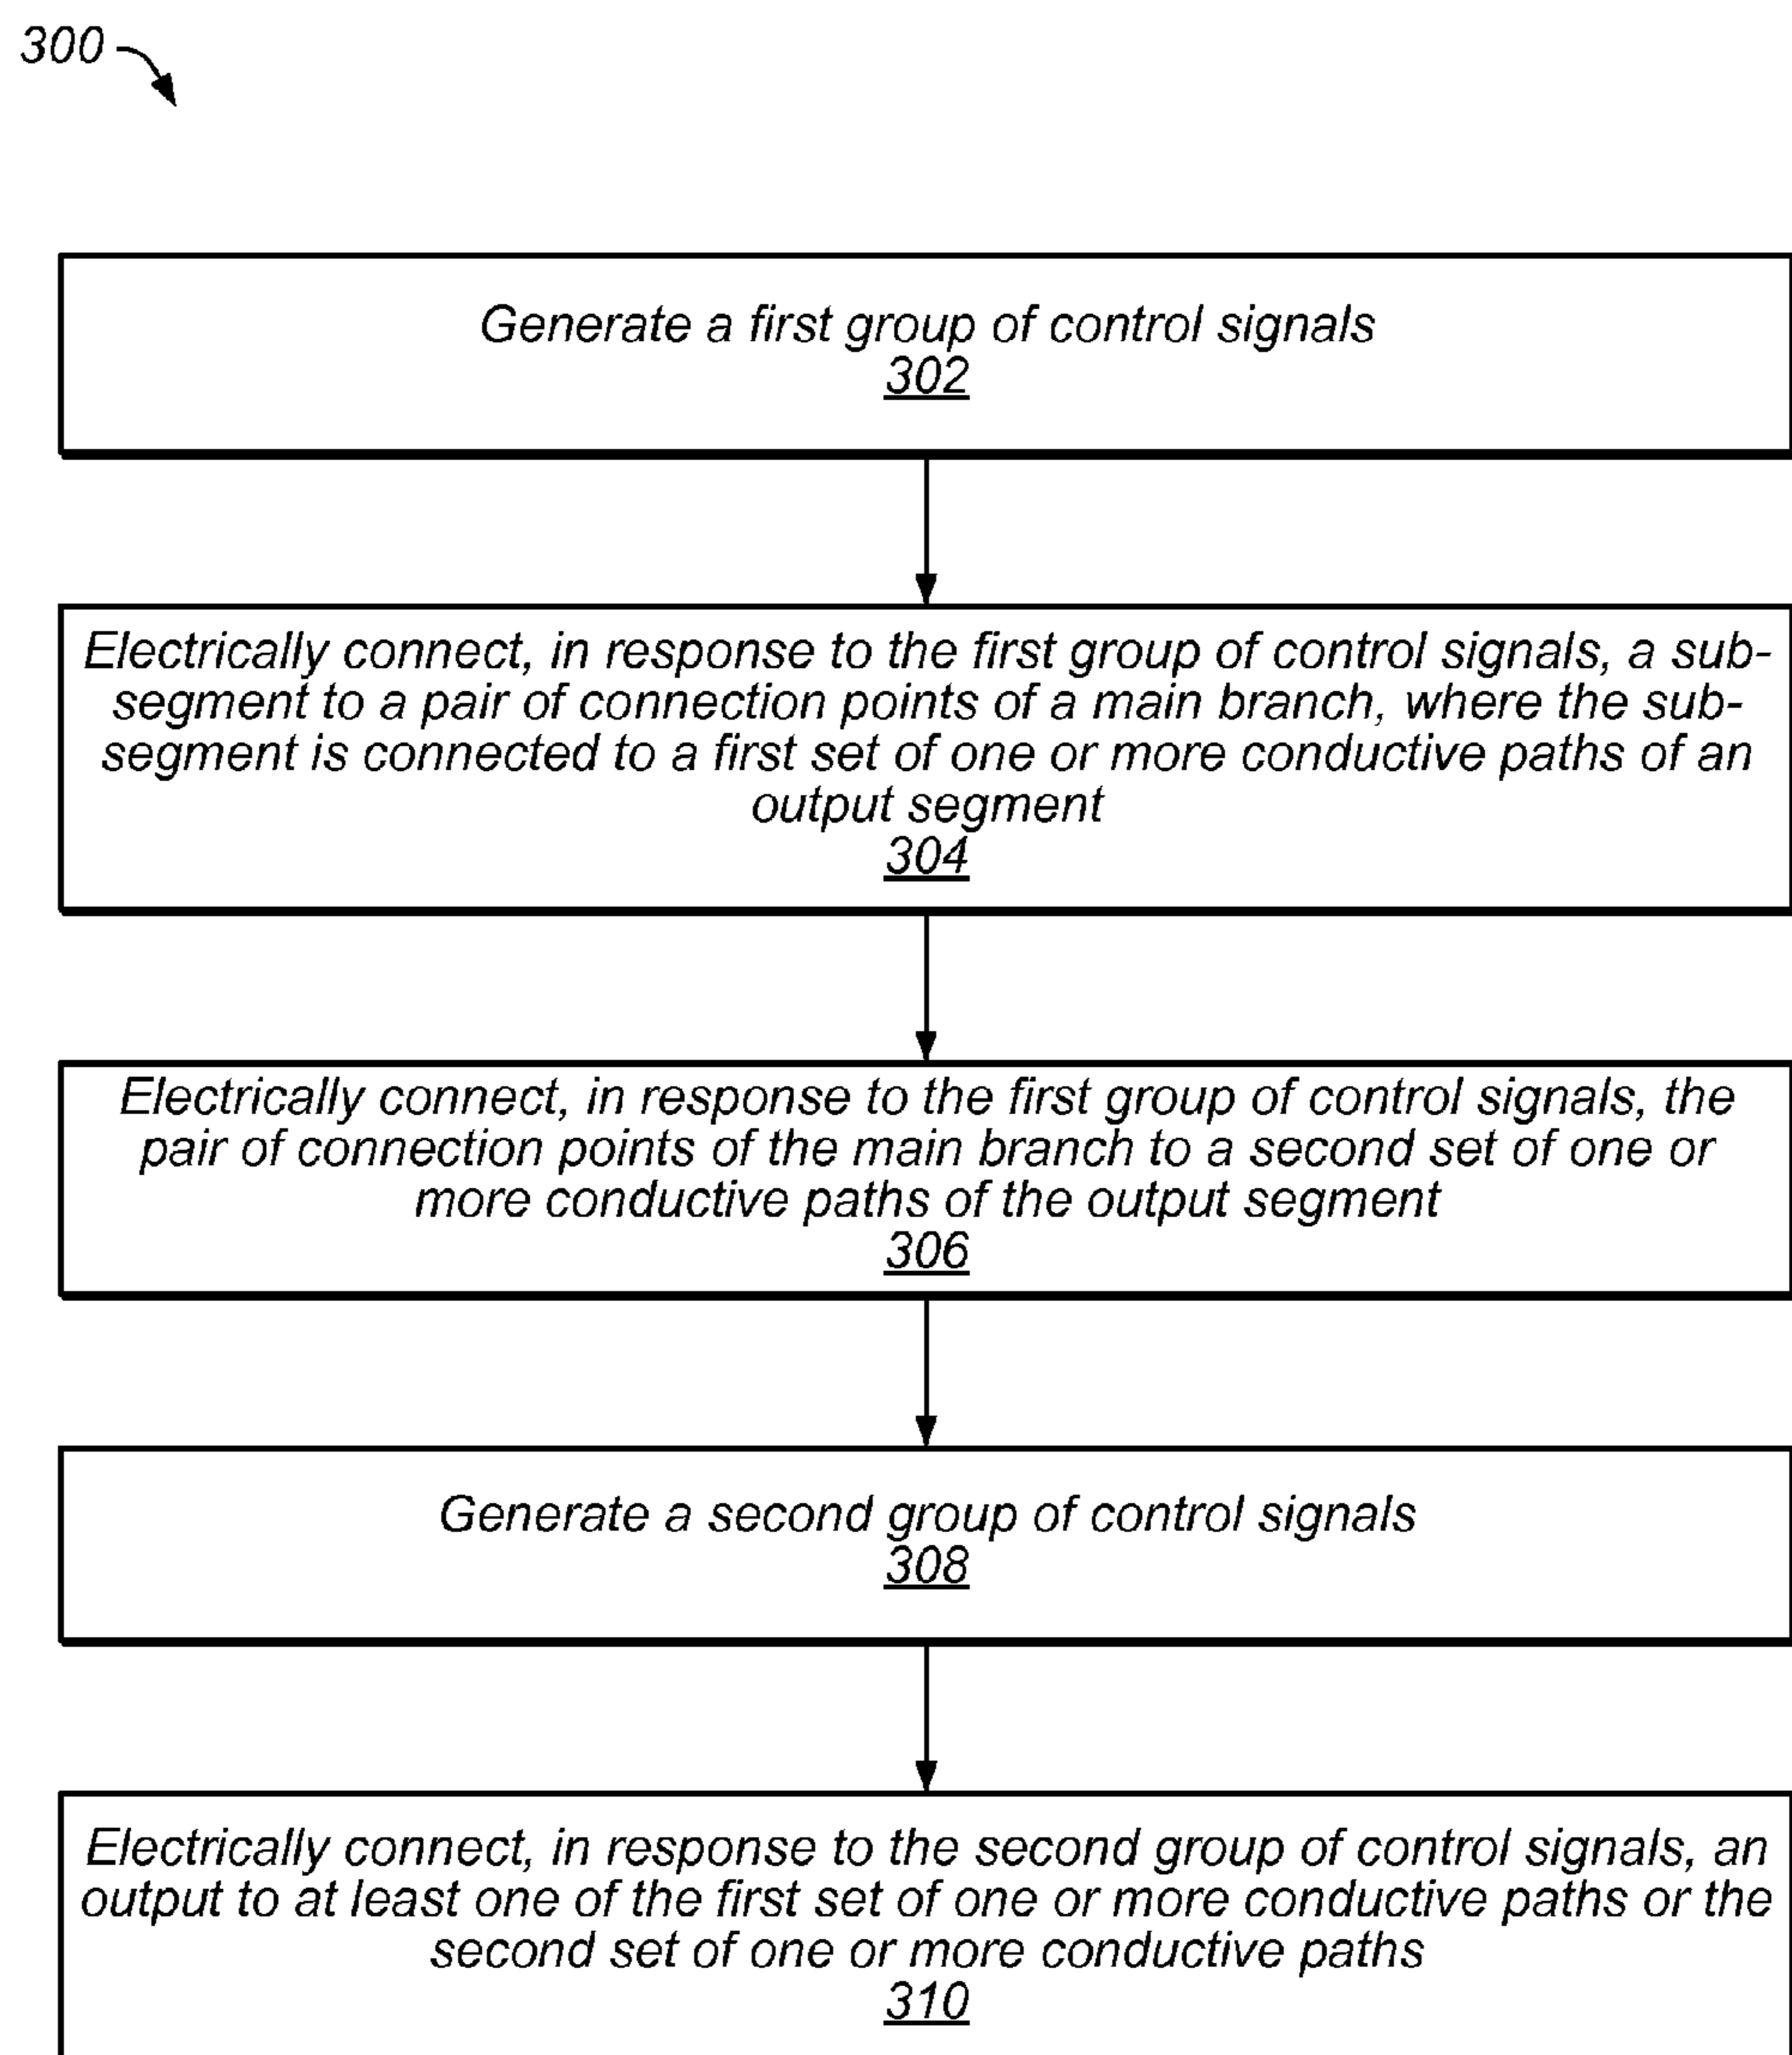 300
Generate a first group of control signals
302
Electrically connect, in response to the first group of control signals, a sub-
segment to a pair of connection points of a main branch, where the sub-
segment is connected to a first set of one or more conductive paths of an
output segment
304
Electrically connect, in response to the first group of control signals, the
pair of connection points of the main branch to a second set of one or
more conductive paths of the output segment
306
Generate a second group of control signals
308
Electrically connect, in response to the second group of control signals, an
output to at least one of the first set of one or more conductive paths or the
second set of one or more conductive paths
310